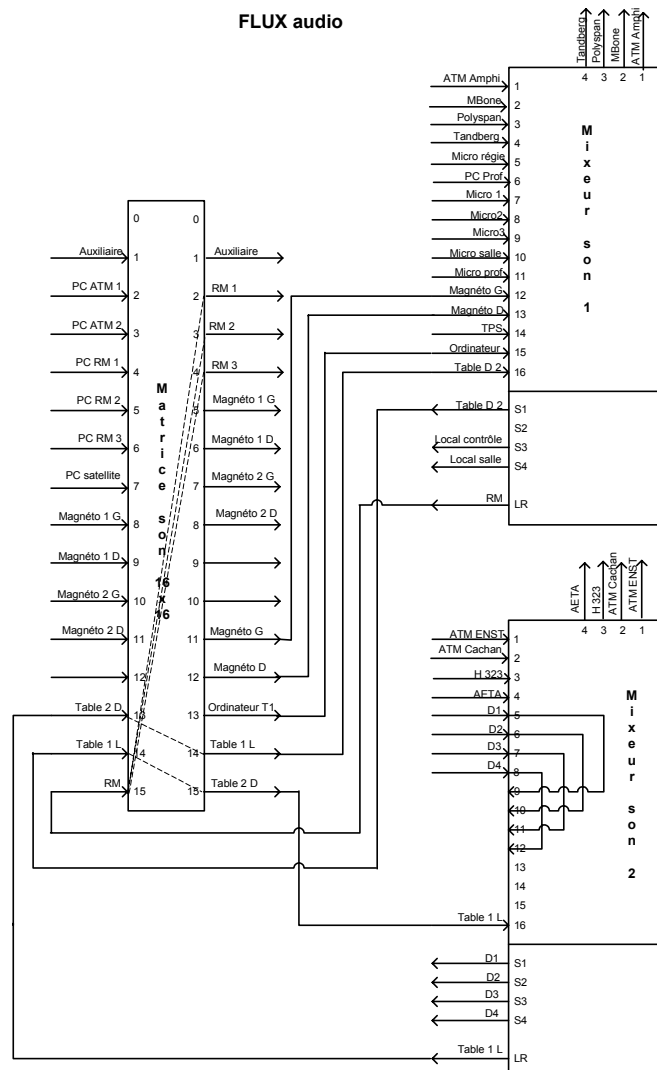 FLUX audio
Tandberg
Polyspan
MBone
ATM Amphi
4 3 2 1
ATM Amphi 1
MBone 2
Polyspan 3
Tandberg 4
Micro régie 5
PC Prof 6
Micro 1 7
Micro2 8
Micro3 9
Micro salle 10
Micro prof 11
Magnéto G 12
Magnéto D 13
TPS 14
Ordinateur 15
Table D 2 16
Mixeur son 1
Table D 2 S1
S2
Local contrôle S3
Local salle S4
RM LR
0 0
Auxiliaire 1 1 Auxiliaire
PC ATM 1 2 2 RM 1
PC ATM 2 3 3 RM 2
PC RM 1 4 4 RM 3
PC RM 2 5 5 Magnéto 1 G
PC RM 3 6 6 Magnéto 1 D
PC satellite 7 7 Magnéto 2 G
Magnéto 1 G 8 8 Magnéto 2 D
Magnéto 1 D 9 9
Magnéto 2 G 10 10
Magnéto 2 D 11 11 Magnéto G
12 12 Magnéto D
Table 2 D 13 13 Ordinateur T1
Table 1 L 14 14 Table 1 L
RM 15 15 Table 2 D
Matrice son 16x16
AETA
H 323
ATM Cachan
ATM ENST
4 3 2 1
ATM ENST 1
ATM Cachan 2
H 323 3
AETA 4
D1 5
D2 6
D3 7
D4 8
9
10
11
12
13
14
15
Table 1 L 16
Mixeur son 2
D1 S1
D2 S2
D3 S3
D4 S4
Table 1 L LR